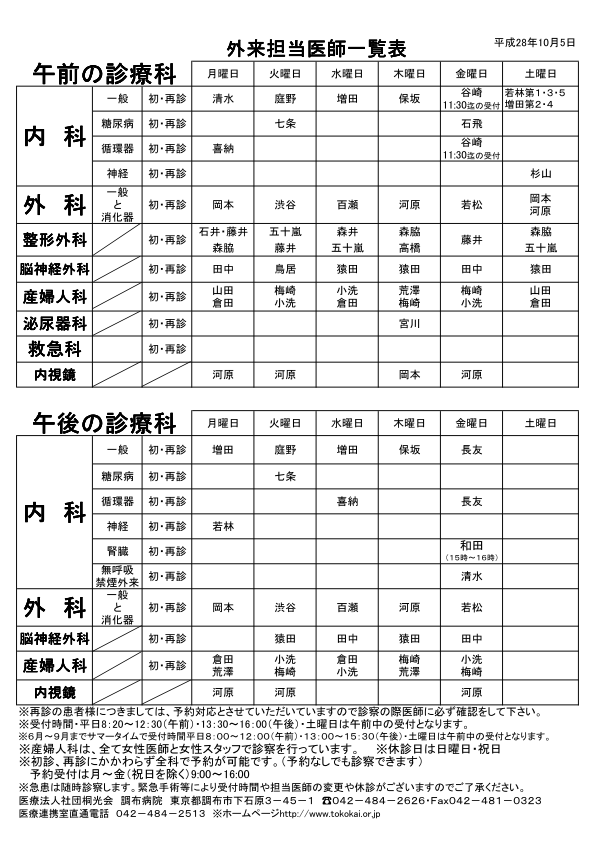 外来担当医師一覧表
平成28年10月5日
午前の診療科 月曜日 火曜日 水曜日 木曜日 金曜日 土曜日
内 科 一般 初・再診 清水 庭野 増田 保坂 谷崎 11:30迄の受付 若林第1・3・5 増田第2・4
糖尿病 初・再診 七条 石飛
循環器 初・再診 喜納 谷崎 11:30迄の受付
神経 初・再診 杉山
外 科 一般と消化器 初・再診 岡本 渋谷 百瀬 河原 若松 岡本 河原
整形外科 初・再診 石井・藤井 森脇 五十嵐 藤井 森井 五十嵐 森脇 高橋 藤井 森脇 五十嵐
脳神経外科 初・再診 田中 鳥居 猿田 猿田 田中 猿田
産婦人科 初・再診 山田 倉田 梅崎 小洗 小洗 倉田 荒澤 梅崎 梅崎 小洗 山田 倉田
泌尿器科 初・再診 宮川
救急科 初・再診
内視鏡 河原 河原 岡本 河原
午後の診療科 月曜日 火曜日 水曜日 木曜日 金曜日 土曜日
内 科 一般 初・再診 増田 庭野 増田 保坂 長友
糖尿病 初・再診 七条
循環器 初・再診 喜納 長友
神経 初・再診 若林
腎臓 初・再診 和田 (15時～16時)
無呼吸 禁煙外来 初・再診 清水
外 科 一般と消化器 初・再診 岡本 渋谷 百瀬 河原 若松
脳神経外科 初・再診 猿田 田中 猿田 田中
産婦人科 初・再診 倉田 荒澤 小洗 梅崎 倉田 小洗 梅崎 荒澤 小洗 梅崎
内視鏡 河原 河原 河原
※再診の患者様につきましては、予約対応とさせていただいていますので診察の際医師に必ず確認をして下さい。
※受付時間・平日8:20～12:30(午前)・13:30～16:00(午後)・土曜日は午前中の受付となります。
※6月～9月までサマータイムで受付時間平日8:00～12:00(午前)・13:00～15:30(午後)・土曜日は午前中の受付となります。
※産婦人科は、全て女性医師と女性スタッフで診察を行っています。 ※休診日は日曜日・祝日
※初診、再診にかかわらず全科で予約が可能です。(予約なしでも診察できます)
予約受付は月～金(祝日を除く)9:00～16:00
※急患は随時診察します。緊急手術等により受付時間や担当医師の変更や休診がございますのでご了承ください。
医療法人社団桐光会 調布病院 東京都調布市下石原3－45－1 ☎042－484－2626・Fax042－481－0323
医療連携室直通電話 042－484－2513 ※ホームページhttp://www.tokokai.or.jp